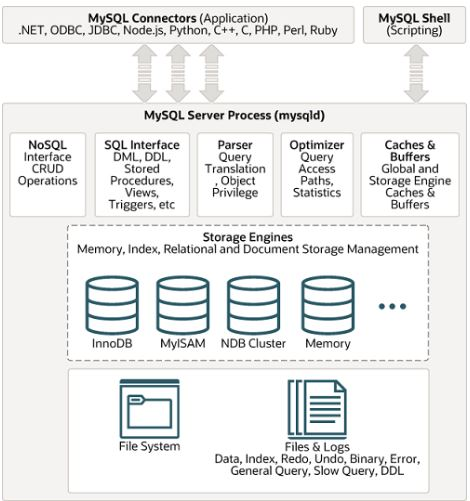 MySQL Connectors (Application)
.NET, ODBC, JDBC, Node.js, Python, C++, C, PHP, Perl, Ruby
MySQL Shell
(Scripting)
MySQL Server Process (mysqld)
NoSQL
Interface
CRUD
Operations
SQL Interface
DML, DDL,
Stored
Procedures,
Views,
Triggers, etc
Parser
Query
Translation
, Object
Privilege
Optimizer
Query
Access
Paths,
Statistics
Caches &
Buffers
Global and
Storage Engine
Caches &
Buffers
Storage Engines
Memory, Index, Relational and Document Storage Management
InnoDB
MyISAM
NDB Cluster
Memory
File System
Files & Logs
Data, Index, Redo, Undo, Binary, Error,
General Query, Slow Query, DDL